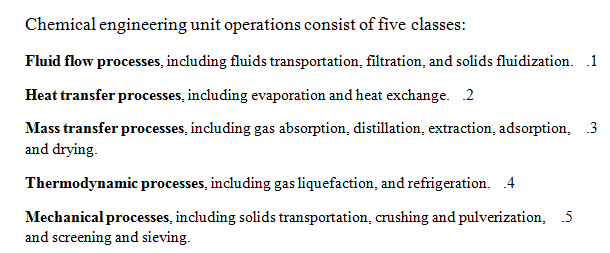 Chemical engineering unit operations consist of five classes:
Fluid flow processes, including fluids transportation, filtration, and solids fluidization. .1
Heat transfer processes, including evaporation and heat exchange. .2
Mass transfer processes, including gas absorption, distillation, extraction, adsorption, .3
and drying.
Thermodynamic processes, including gas liquefaction, and refrigeration. .4
Mechanical processes, including solids transportation, crushing and pulverization, .5
and screening and sieving.